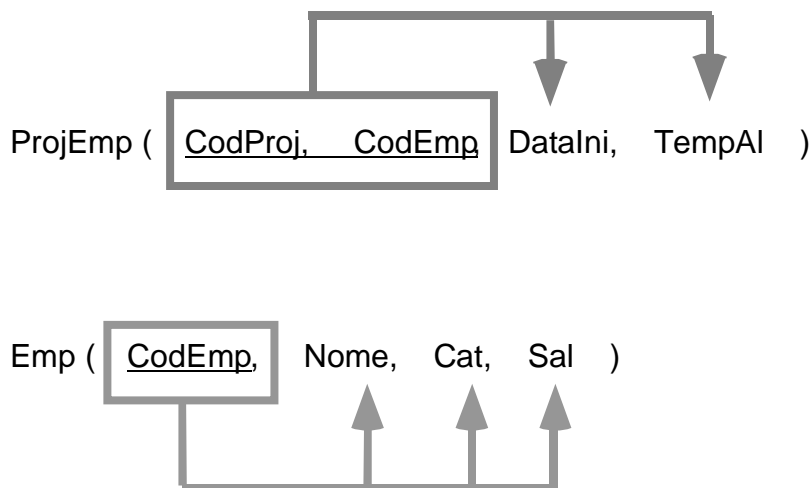 ProjEmp ( CodProj, CodEmp DataIni, TempAl )
Emp ( CodEmp, Nome, Cat, Sal )